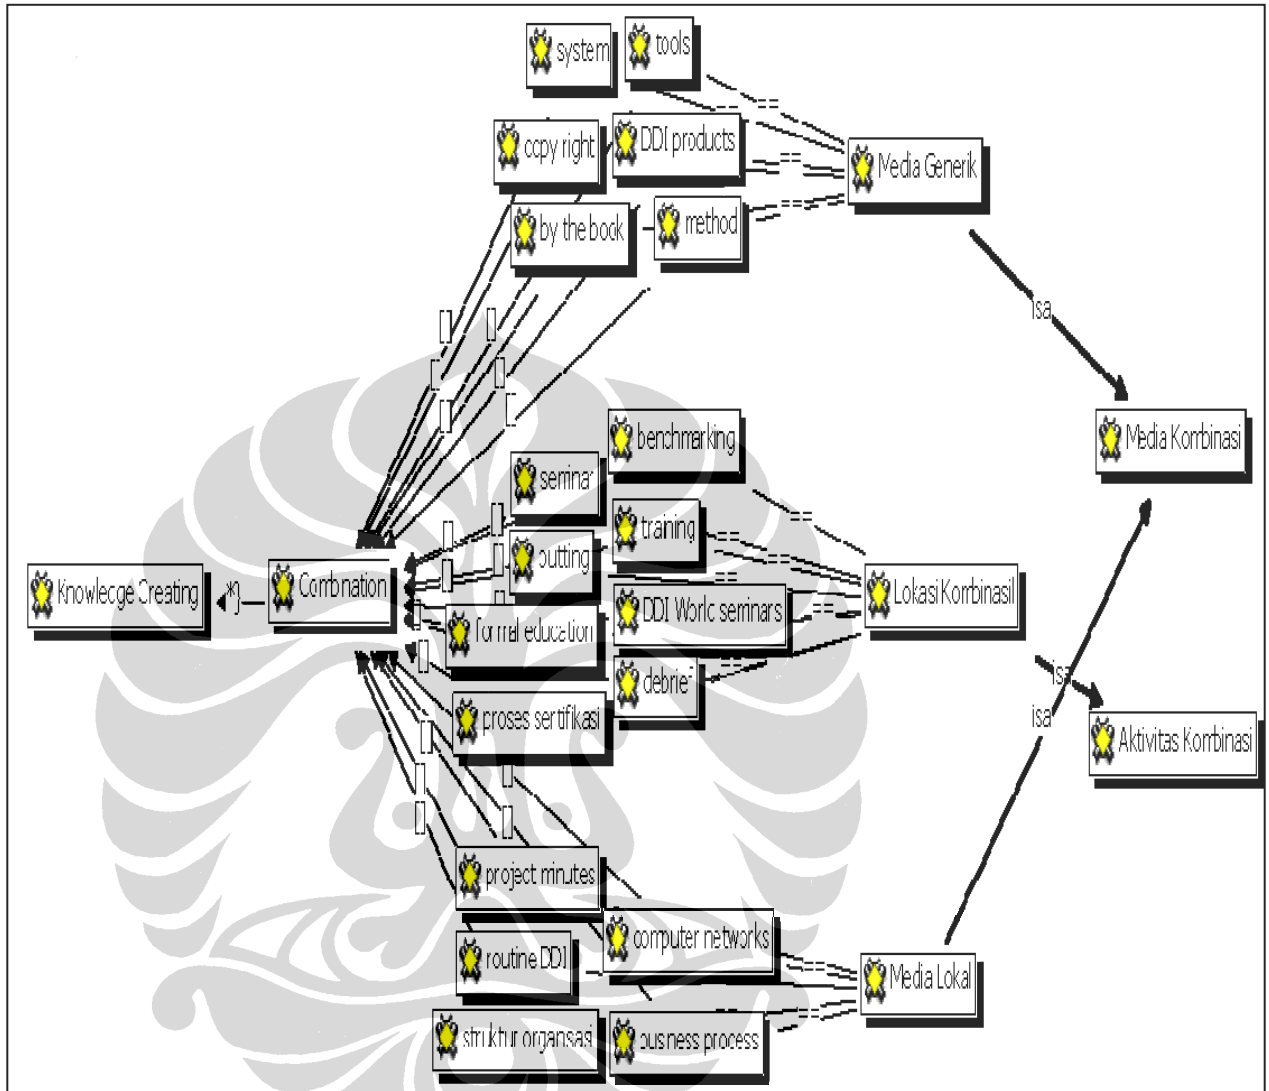 system
tools
copy right
DDI products
Media Generik
by the book
method
isa
Media Kombinasi
benchmarking
seminar
training
outting
Knowledge Creating
*}
Combination
DDI World seminars
Lokasi Kombinasil
formal education
debrief
isa
proses sertifikasi
isa
Aktivitas Kombinasi
project minutes
computer networks
routine DDI
Media Lokal
struktur organsasi
business process
==
==
==
==
==
==
==
==
==
==
==
==